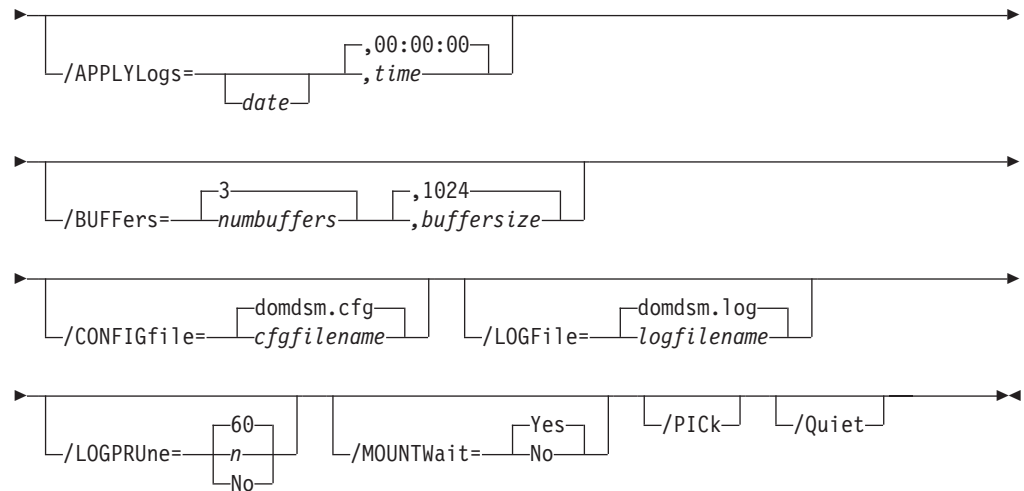 ,00:00:00
/APPLYLogs= ,time
date
3 ,1024
/BUFFers= numbuffers ,buffersize
domdsm.cfg domdsm.log
/CONFIGfile= cfgfilename /LOGFile= logfilename
60 Yes /PICk /Quiet
/LOGPRUne= n /MOUNTWait= No
No